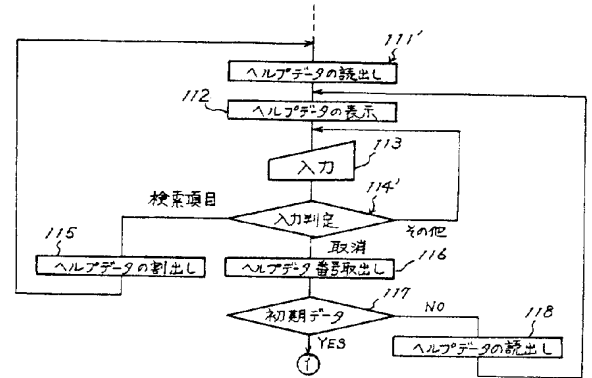 111'
ヘルプデータの読出し
112
ヘルプデータの表示
113
入力
114'
検索項目
入力判定
その他
取消
115
ヘルプデータの割出し
ヘルプデータ番号取出し
116
117
初期データ
NO
118
YES
ヘルプデータの読出し
1